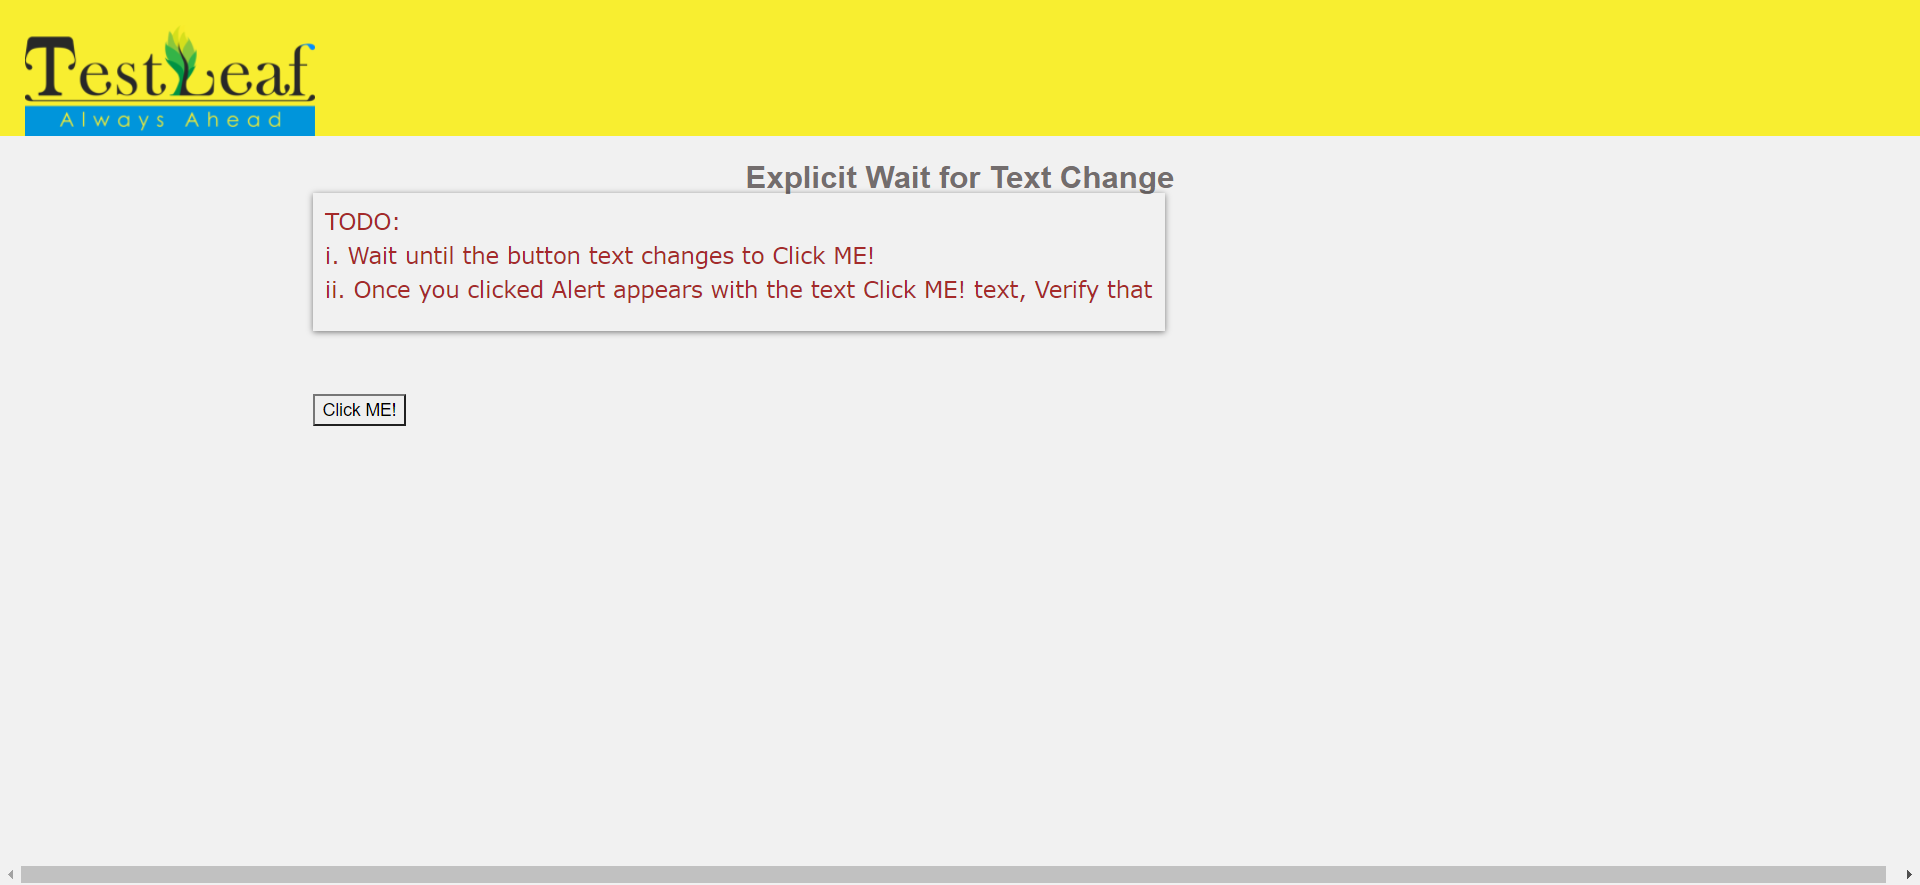 TestLeaf
Always Ahead
Explicit Wait for Text Change
TODO:
i. Wait until the button text changes to Click ME!
ii. Once you clicked Alert appears with the text Click ME! text, Verify that
Click ME!